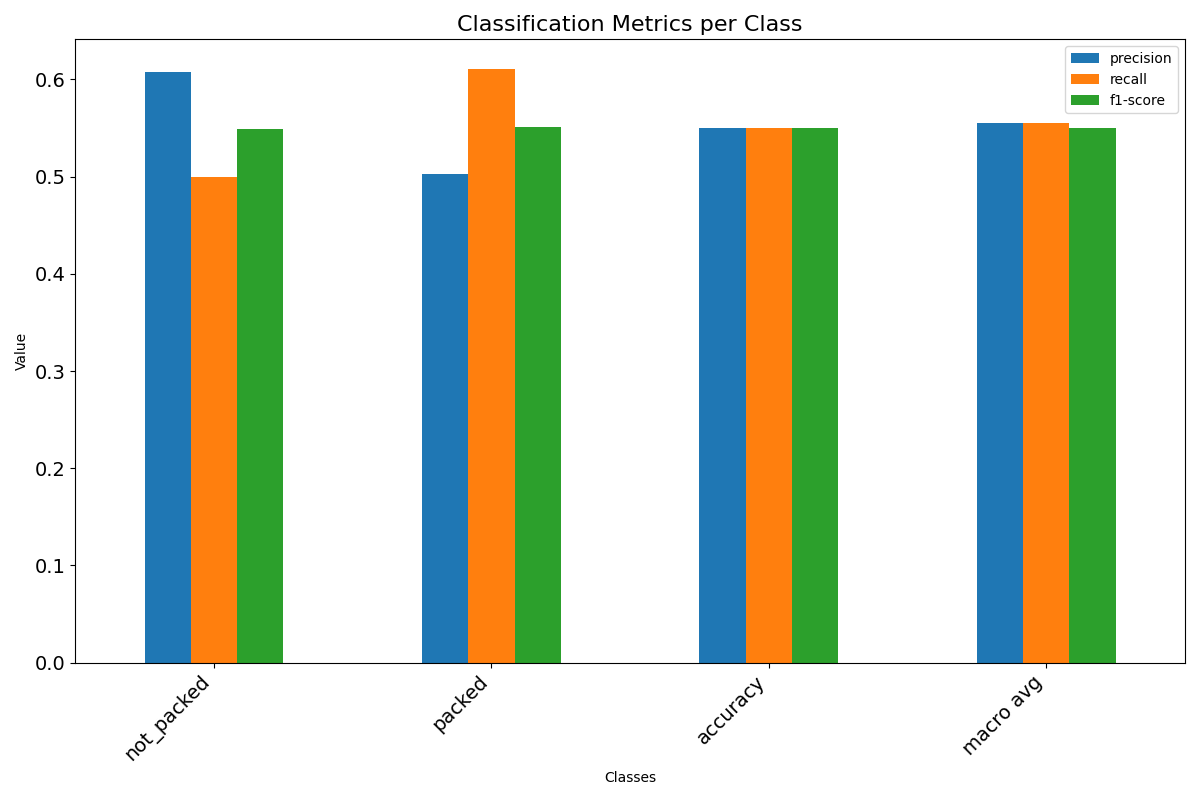 Classification Metrics per Class
precision
recall
f1-score
0.6
0.5
0.4
0.3
0.2
0.1
0.0
Value
not_packed
packed
accuracy
macro avg
Classes